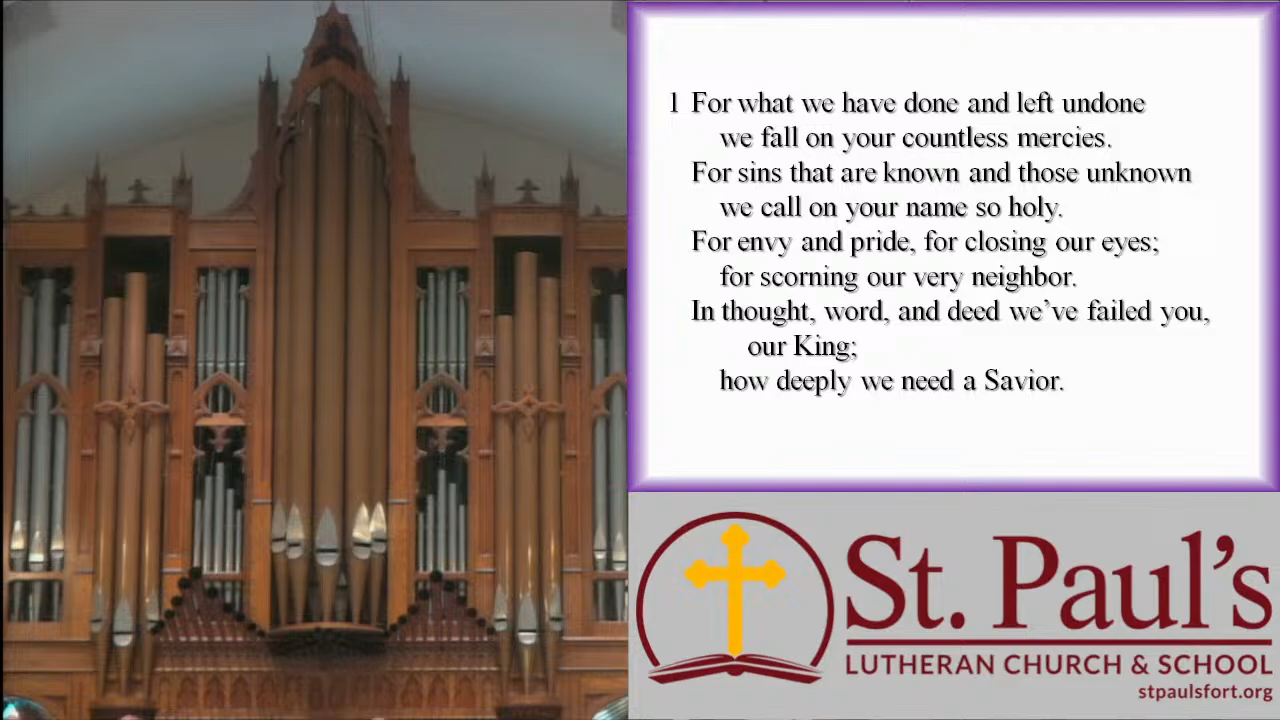 1 For what we have done and left undone
we fall on your countless mercies.
For sins that are known and those unknown
we call on your name so holy.
For envy and pride, for closing our eyes;
for scorning our very neighbor.
In thought, word, and deed we’ve failed you,
our King;
how deeply we need a Savior.
St. Paul’s
LUTHERAN CHURCH & SCHOOL
stpaulsfort.org